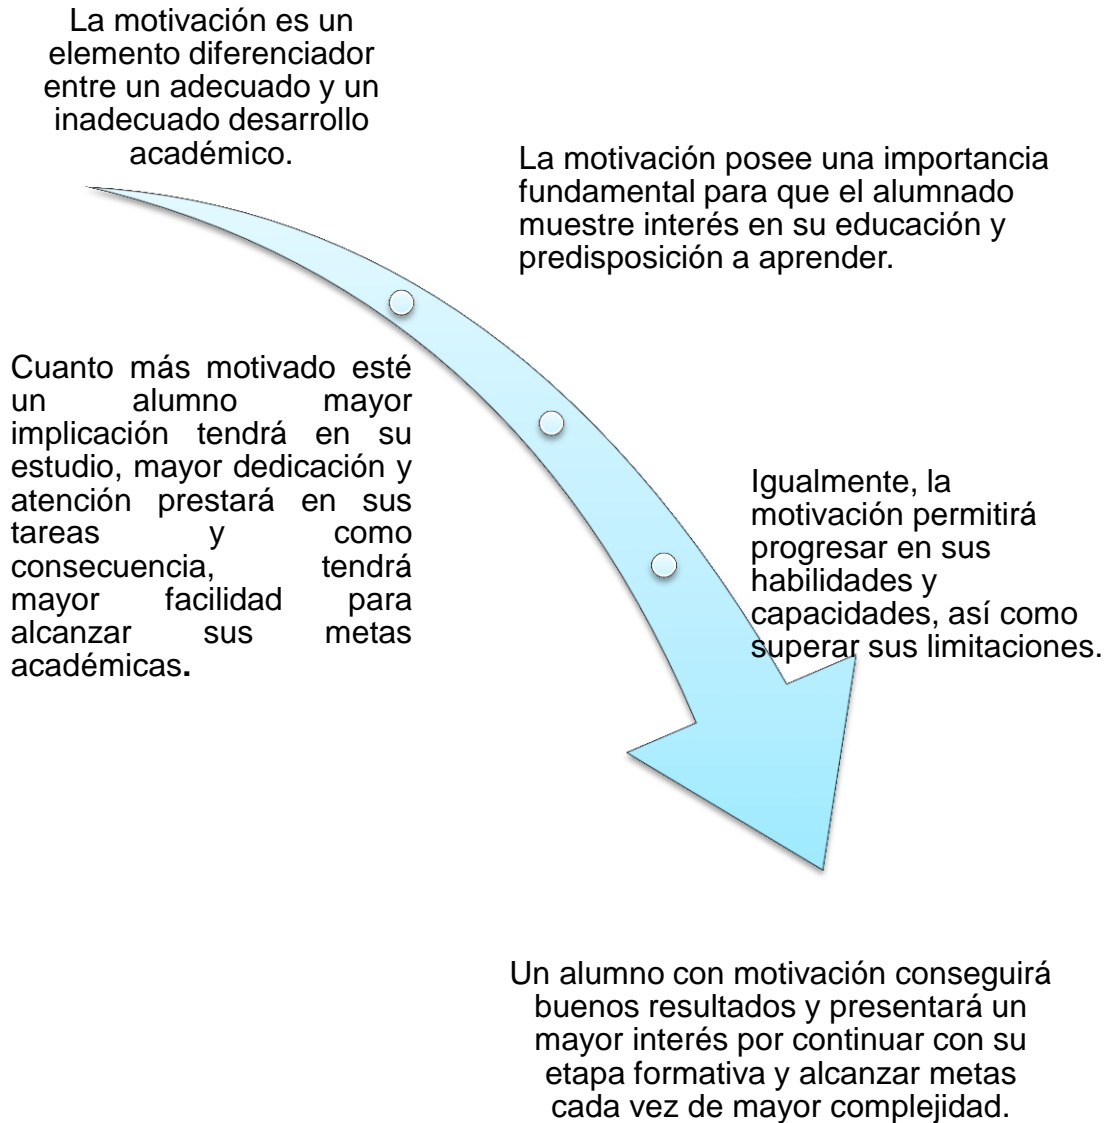 La motivación es un
elemento diferenciador
entre un adecuado y un
inadecuado desarrollo
académico.
La motivación posee una importancia
fundamental para que el alumnado
muestre interés en su educación y
predisposición a aprender.
Cuanto más motivado esté
un alumno mayor
implicación tendrá en su
estudio, mayor dedicación y
atención prestará en sus
tareas y como
consecuencia, tendrá
mayor facilidad para
alcanzar sus metas
académicas.
Igualmente, la
motivación permitirá
progresar en sus
habilidades y
capacidades, así como
superar sus limitaciones.
Un alumno con motivación conseguirá
buenos resultados y presentará un
mayor interés por continuar con su
etapa formativa y alcanzar metas
cada vez de mayor complejidad.